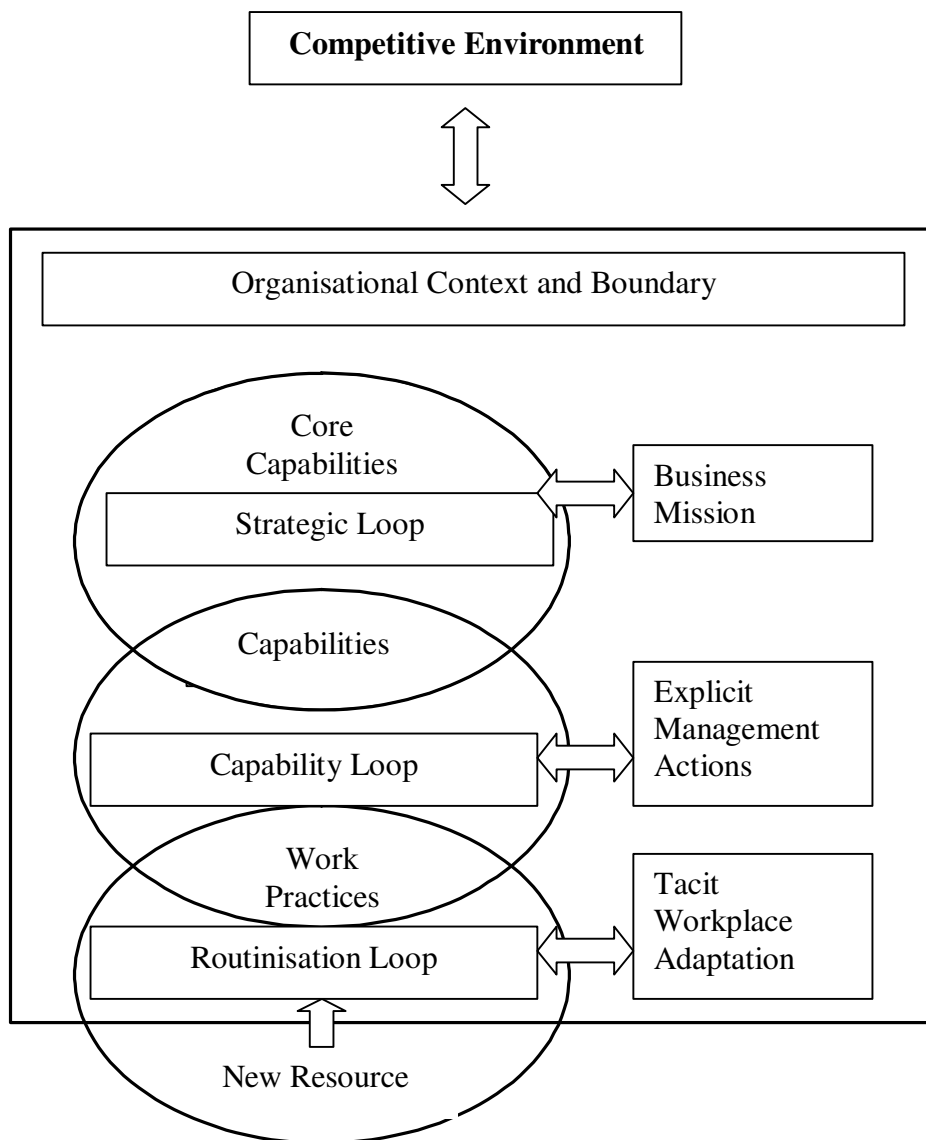 Competitive Environment
Organisational Context and Boundary
Core
Capabilities
Strategic Loop
Business
Mission
Capabilities
Capability Loop
Explicit
Management
Actions
Work
Practices
Routinisation Loop
Tacit
Workplace
Adaptation
New Resource